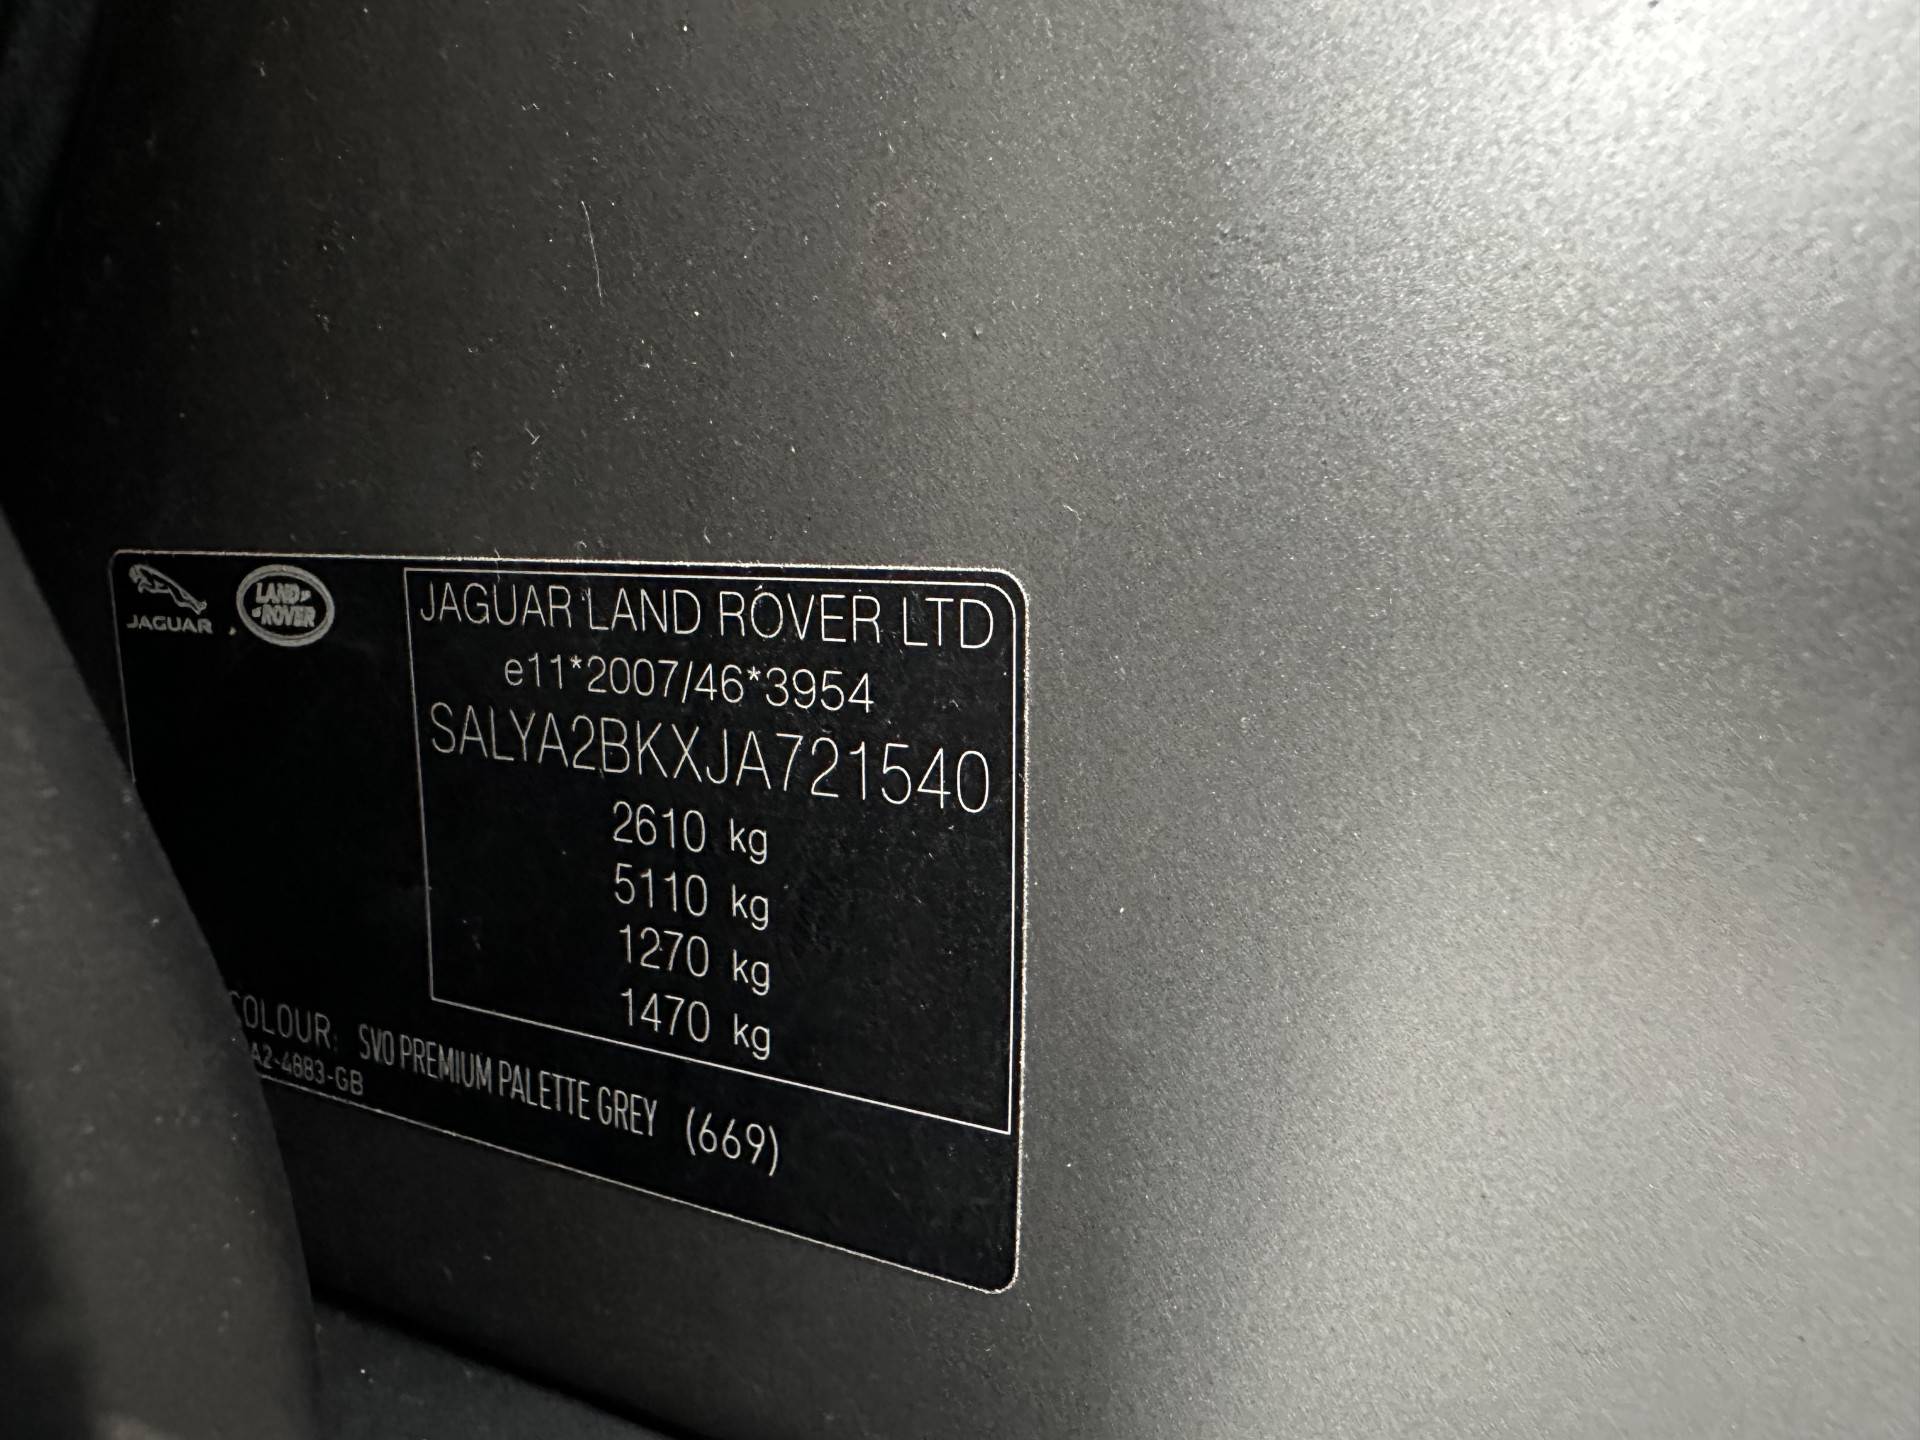 JAGUAR
LAND
ROVER
JAGUAR LAND ROVER LTD
e11*2007/46*3954
SALYA2BKXJA721540
2610 kg
5110 kg
1270 kg
1470 kg
COLOUR: SVO PREMIUM PALETTE GREY (669)
A2-4883-GB